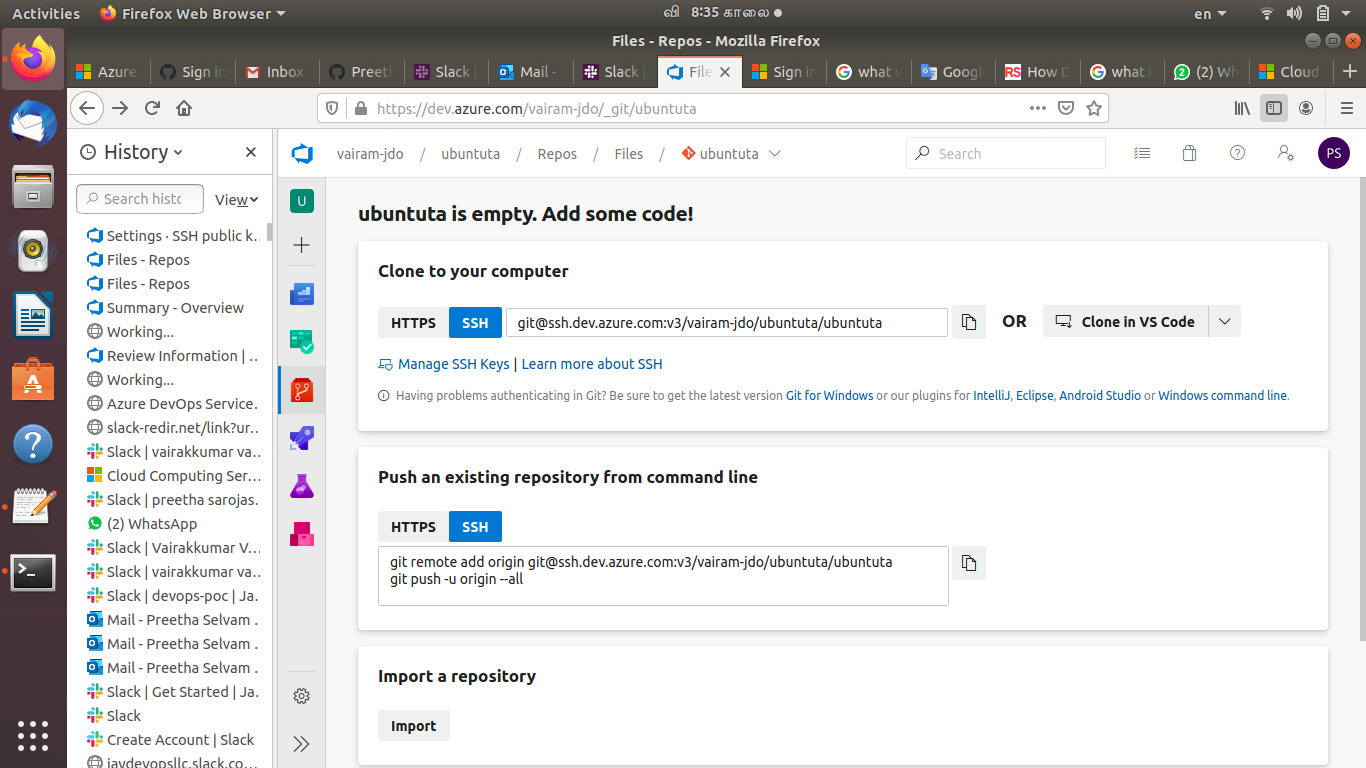 Activities Firefox Web Browser வி 8:35 காலை en
Files - Repos - Mozilla Firefox
Azure Sign in Inbox Preeth Slack Mail - Slack File Sign in what w Googl How D what i (2) Wh Cloud
https://dev.azure.com/vairam-jdo/_git/ubuntuta
History
Search histo
View
Settings · SSH public k…
Files - Repos
Files - Repos
Summary - Overview
Working...
Review Information | …
Working...
Azure DevOps Service…
slack-redir.net/link?ur…
Slack | vairakkumar va…
Cloud Computing Ser…
Slack | preetha sarojas…
(2) WhatsApp
Slack | Vairakkumar V…
Slack | vairakkumar va…
Slack | devops-poc | Ja…
Mail - Preetha Selvam …
Mail - Preetha Selvam …
Mail - Preetha Selvam …
Slack | Get Started | Ja…
Slack
Create Account | Slack
jaydevopsllc.slack.co…
vairam-jdo / ubuntuta / Repos / Files / ubuntuta
Search
PS
U
ubuntuta is empty. Add some code!
Clone to your computer
HTTPS SSH git@ssh.dev.azure.com:v3/vairam-jdo/ubuntuta/ubuntuta OR Clone in VS Code
Manage SSH Keys | Learn more about SSH
Having problems authenticating in Git? Be sure to get the latest version Git for Windows or our plugins for IntelliJ, Eclipse, Android Studio or Windows command line.
Push an existing repository from command line
HTTPS SSH
git remote add origin git@ssh.dev.azure.com:v3/vairam-jdo/ubuntuta/ubuntuta
git push -u origin --all
Import a repository
Import